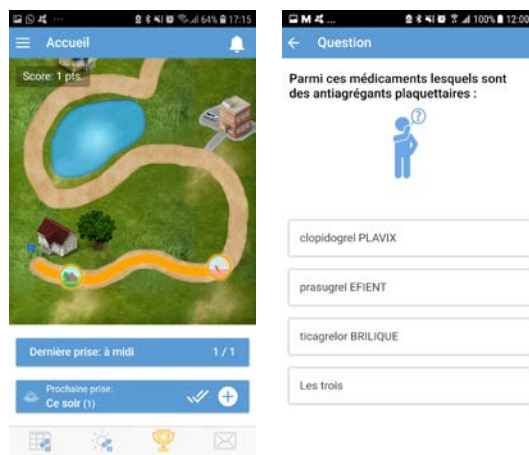 64% 17:15
Accueil
Score: 1 pts.
Dernière prise: à midi 1 / 1
Prochaine prise:
Ce soir (1)
M ... 100% 12:00
Question
Parmi ces médicaments lesquels sont
des antiagrégants plaquettaires :
?
clopidogrel PLAVIX
prasugrel EFIENT
ticagrelor BRILIQUE
Les trois